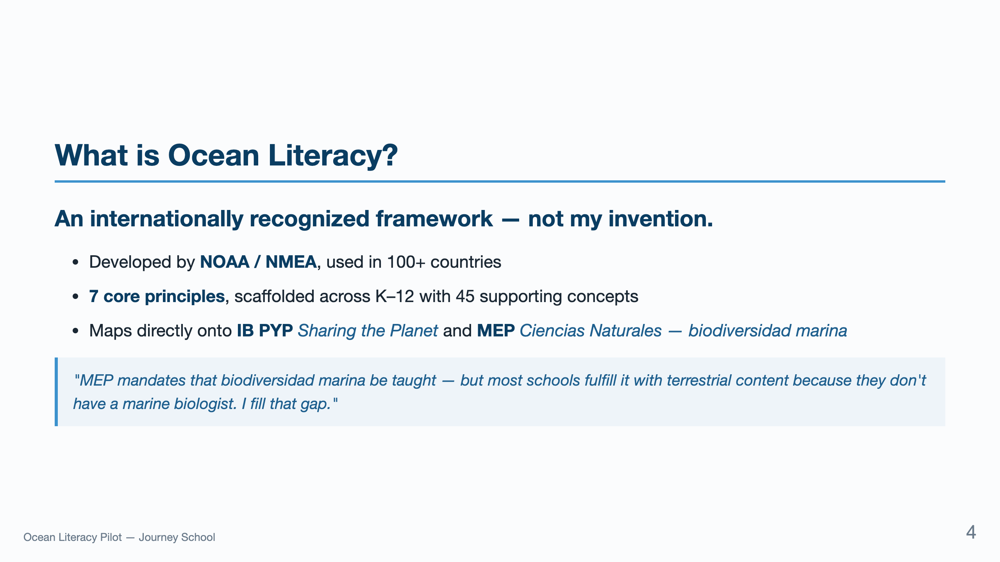 What is Ocean Literacy?
An internationally recognized framework — not my invention.
• Developed by NOAA / NMEA, used in 100+ countries
• 7 core principles, scaffolded across K–12 with 45 supporting concepts
• Maps directly onto IB PYP Sharing the Planet and MEP Ciencias Naturales — biodiversidad marina
"MEP mandates that biodiversidad marina be taught — but most schools fulfill it with terrestrial content because they don't
have a marine biologist. I fill that gap."
Ocean Literacy Pilot — Journey School
4